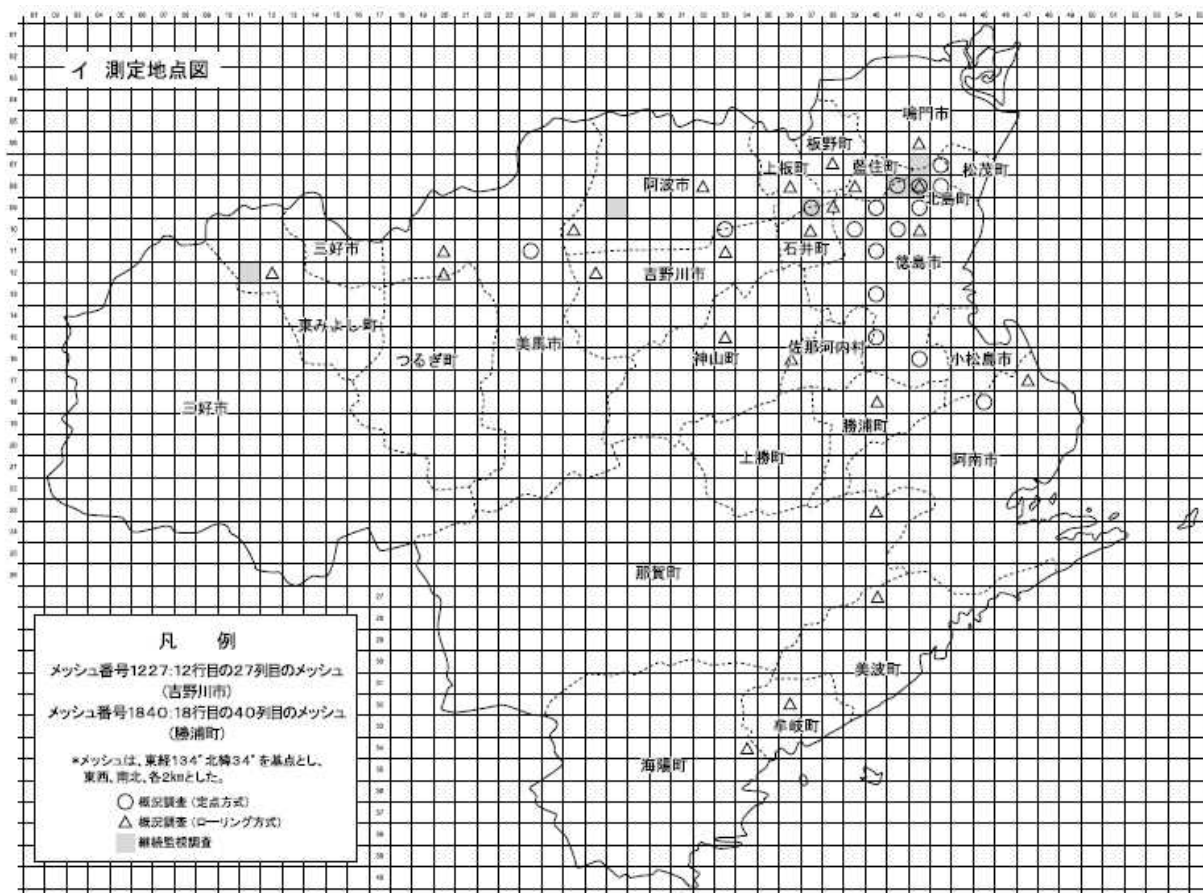 イ 測定地点図
鳴門市
板野町
松茂町
藍住町
上板町
阿波市
北島町
三好市
石井町
徳島市
吉野川市
東みよし町
美馬市
佐那河内村
つるぎ町
神山町
小松島市
三好市
勝浦町
上勝町
阿南市
那賀町
美波町
牟岐町
海陽町
凡 例
メッシュ番号1227:12行目の27列目のメッシュ
(吉野川市)
メッシュ番号1840:18行目の40列目のメッシュ
(勝浦町)
*メッシュは、東経134°北緯34°を基点とし、
東西、南北、各2kmとした。
概況調査(定点方式)
概況調査(ローリング方式)
継続監視調査